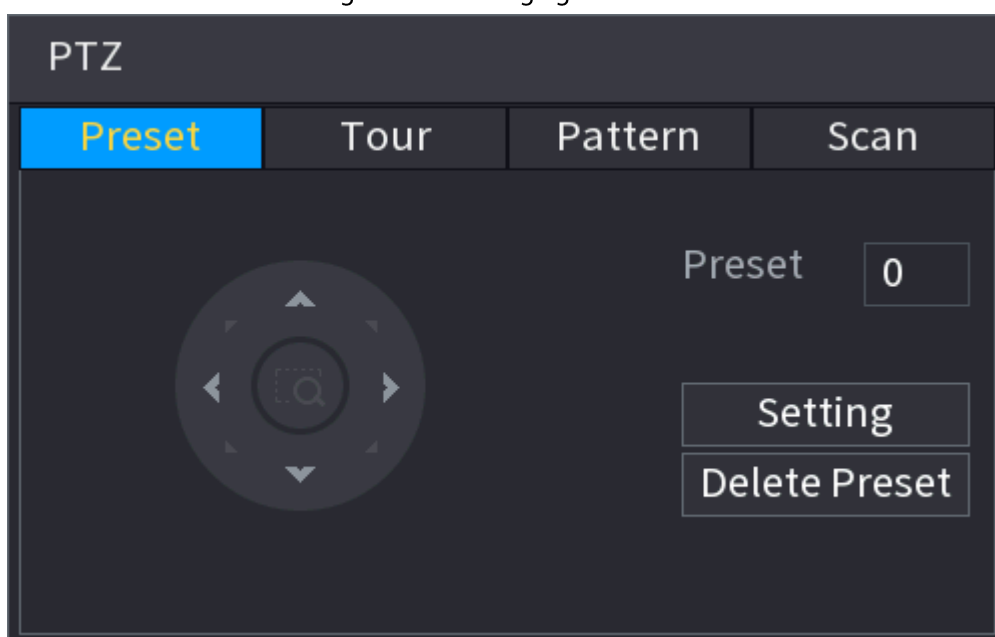 PTZ
Preset Tour Pattern Scan
Preset 0
Setting
Delete Preset